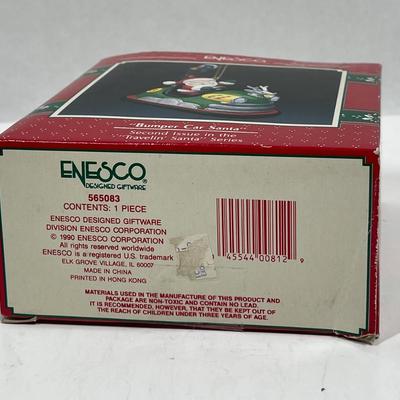 ENESCO
"Bumper Car Santa"
Second Issue in the
"Travelin' Santa" Series
ENESCO®
DESIGNED GIFTWARE
565083
CONTENTS: 1 PIECE
ENESCO DESIGNED GIFTWARE
DIVISION ENESCO CORPORATION
© 1990 ENESCO CORPORATION
All rights reserved worldwide
ENESCO is a registered U.S. trademark
ELK GROVE VILLAGE, IL 60007
MADE IN CHINA
PRINTED IN HONG KONG
45544 00812 9
MATERIALS USED IN THE MANUFACTURE OF THIS PRODUCT AND
PACKAGE ARE NON-TOXIC AND CONTAIN NO LEAD.
IT IS RECOMMENDED, HOWEVER, THAT THEY BE KEPT OUT OF
THE REACH OF CHILDREN UNDER THREE YEARS OF AGE.